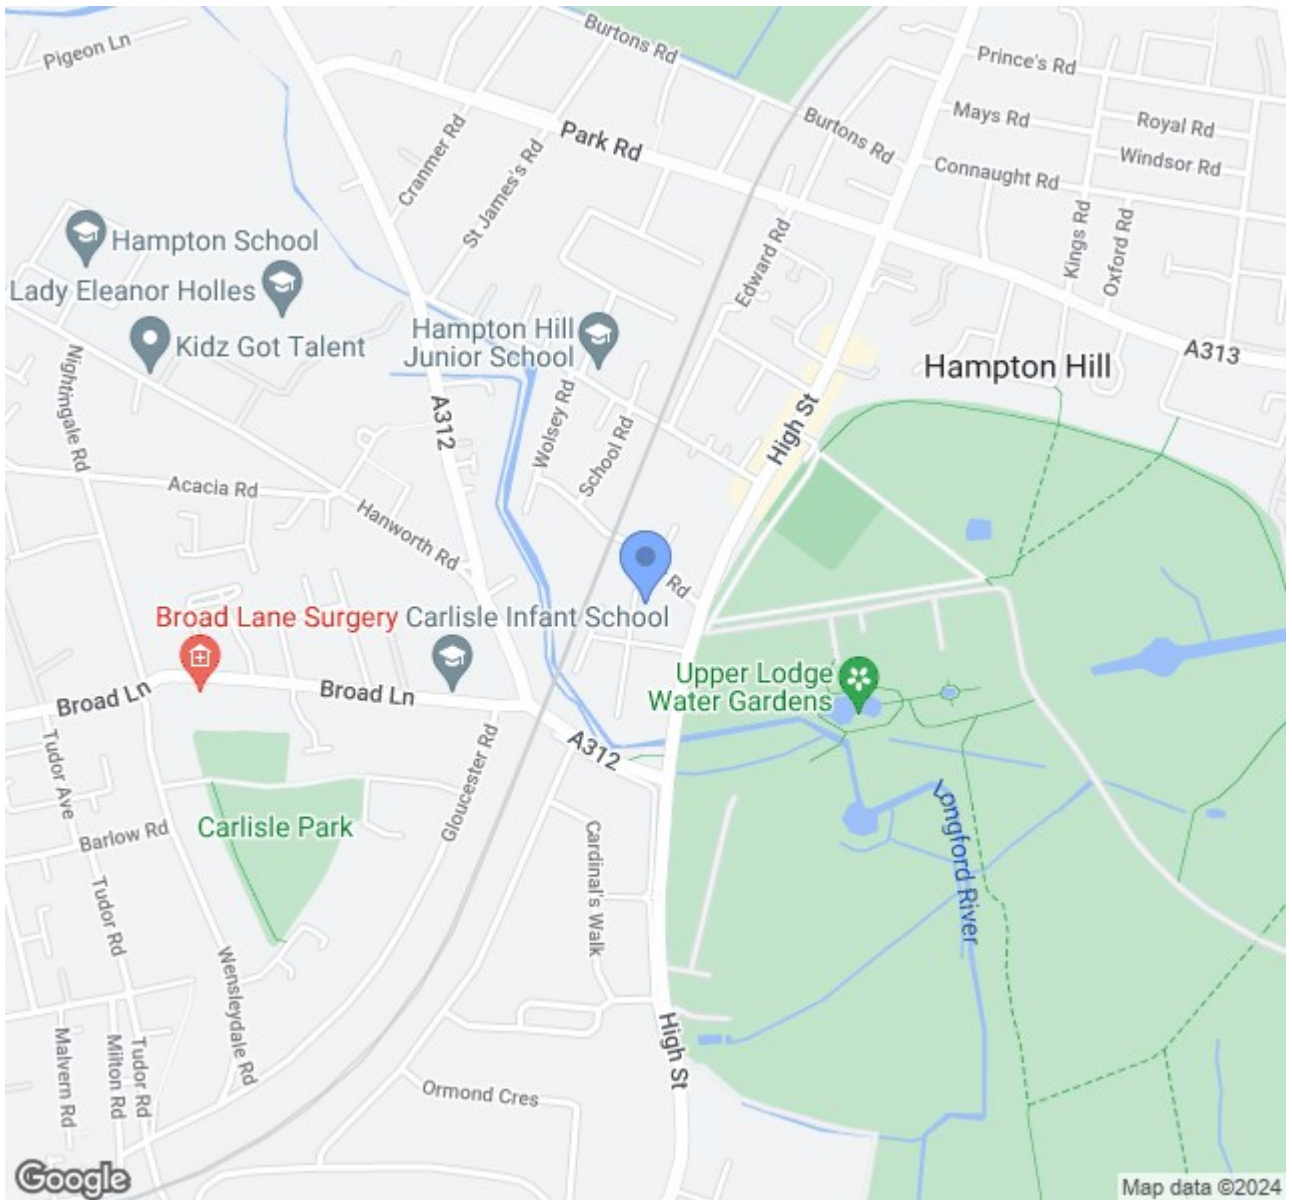 Pigeon Ln
Burtons Rd
Prince's Rd
Mays Rd
Royal Rd
Windsor Rd
Burtons Rd
Connaught Rd
Park Rd
Cranmer Rd
St James's Rd
Kings Rd
Oxford Rd
Edward Rd
Hampton School
Lady Eleanor Holles
Kidz Got Talent
Hampton Hill
Junior School
Nightingale Rd
A312
Wolsey Rd
School Rd
High St
Hampton Hill
A313
Acacia Rd
Hanworth Rd
Rd
Broad Lane Surgery
Carlisle Infant School
Broad Ln
Broad Ln
Upper Lodge
Water Gardens
A312
Tudor Ave
Gloucester Rd
Barlow Rd
Carlisle Park
Cardinal's Walk
Longford River
Tudor Rd
Wensleydale Rd
Malvern Rd
Milton Rd
Tudor Rd
High St
Ormond Cres
Google
Map data ©2024